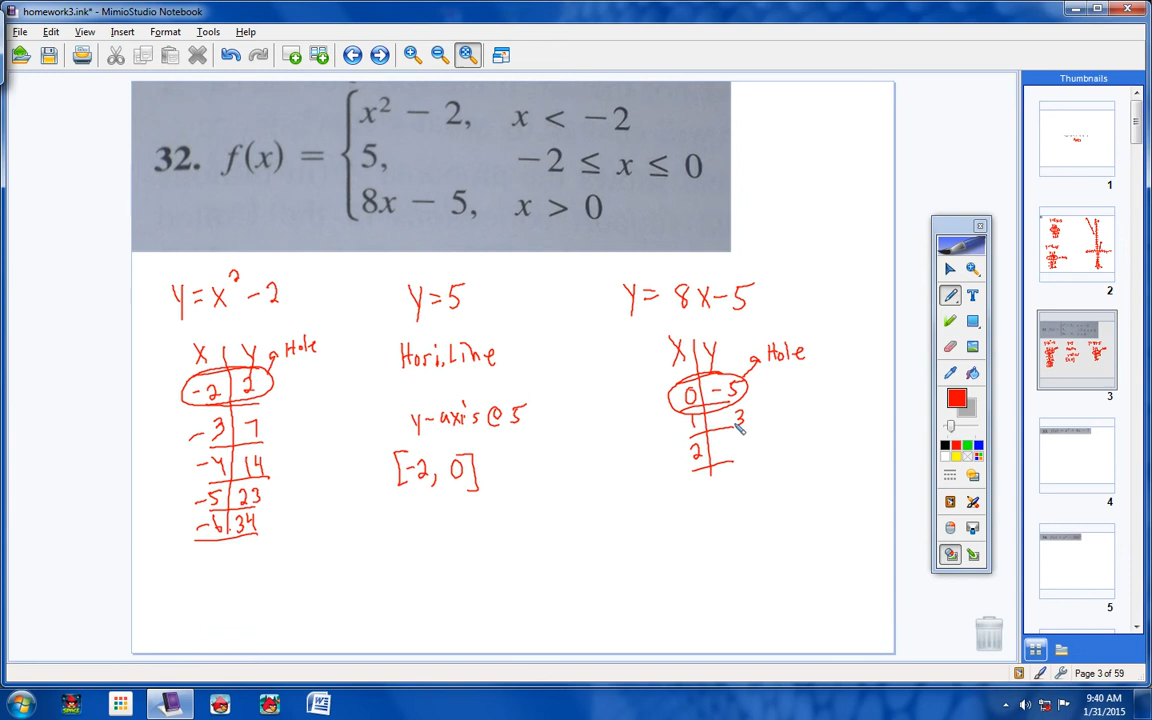 homework3.ink* - MimioStudio Notebook
File Edit View Insert Format Tools Help
Thumbnails
32. f(x) = { x² − 2, x < −2
5, −2 ≤ x ≤ 0
8x − 5, x > 0
y = x² − 2
x | y Hole
-2 | 2
-3 | 7
-4 | 14
-5 | 23
-6 | 34
y = 5
Hori. Line
y-axis @ 5
[-2, 0]
y = 8x − 5
x | y Hole
0 | -5
1 | 3
2
T
1
2
3
4
5
Page 3 of 59
9:40 AM
1/31/2015